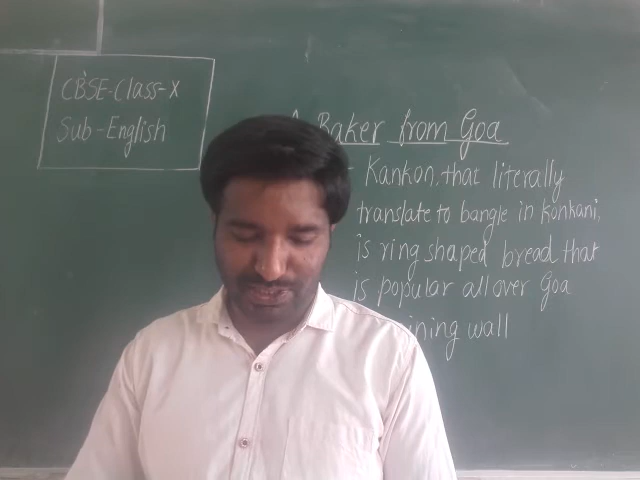 CBSE-Class-X
Sub-English
A Baker from Goa
Kankon, that literally
translate to bangle in Konkani,
is ring shaped bread that
is popular all over Goa
wall